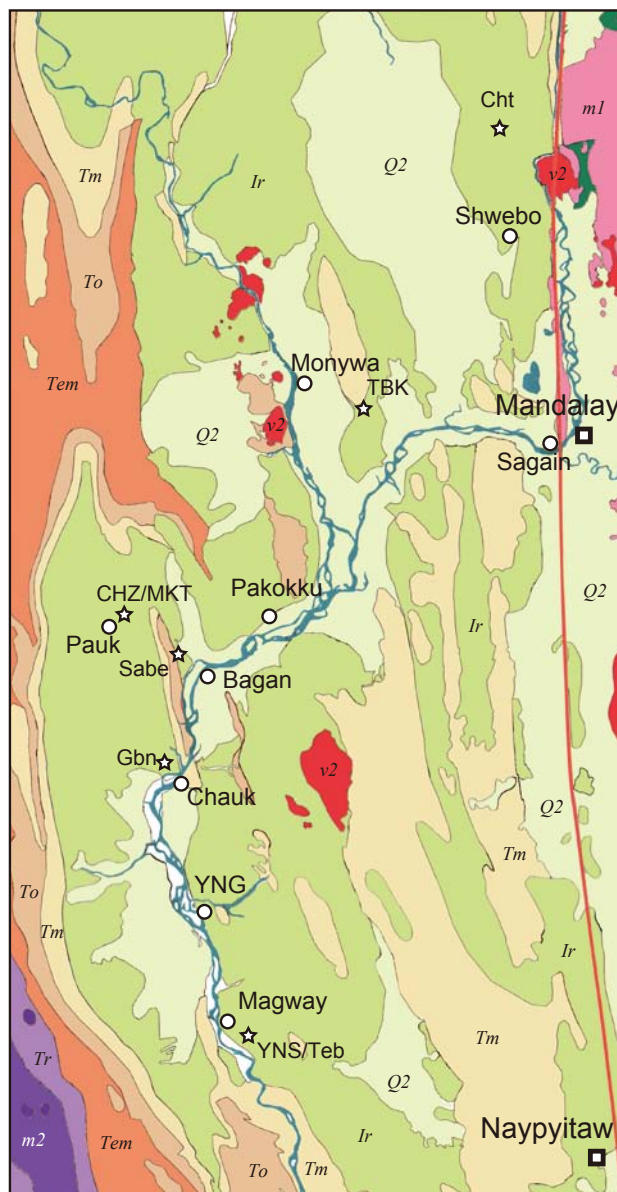 Cht
m1
Q2
Tm
Ir
v2
Shwebo
To
Tem
Monywa
TBK
Mandalay
v2
Q2
Sagain
CHZ/MKT
Pakokku
Q2
Pauk
Ir
Sabe
Bagan
Gbn
v2
Chauk
Q2
Tm
To
YNG
Tm
Ir
Magway
YNS/Teb
Tm
Tr
Q2
m2
Tem
Ir
Naypyitaw
To
Tm